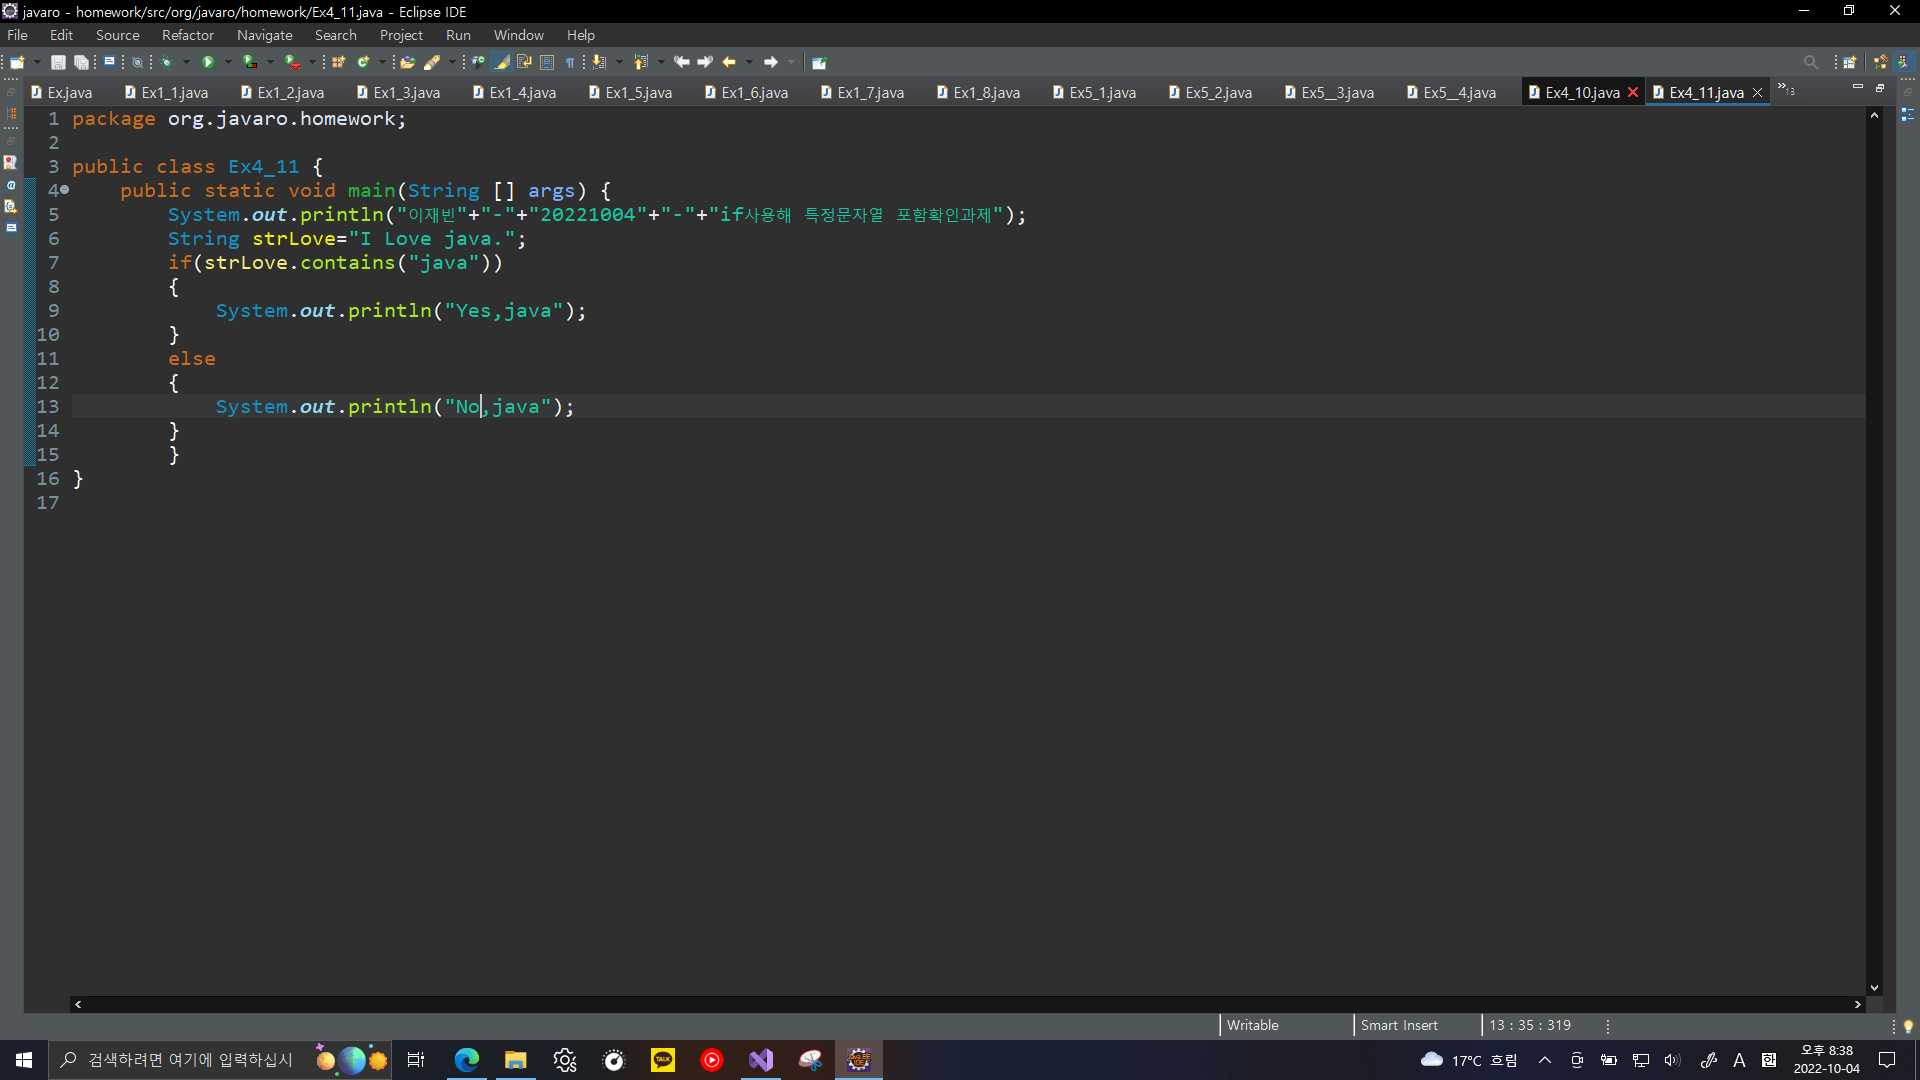 javaro - homework/src/org/javaro/homework/Ex4_11.java - Eclipse IDE
File Edit Source Refactor Navigate Search Project Run Window Help
Ex.java Ex1_1.java Ex1_2.java Ex1_3.java Ex1_4.java Ex1_5.java Ex1_6.java Ex1_7.java Ex1_8.java Ex5_1.java Ex5_2.java Ex5__3.java Ex5__4.java Ex4_10.java Ex4_11.java »13
1 package org.javaro.homework;
2
3 public class Ex4_11 {
4 public static void main(String [] args) {
5 System.out.println("이재빈"+"-"+"20221004"+"-"+"if사용해 특정문자열 포함확인과제");
6 String strLove="I Love java.";
7 if(strLove.contains("java"))
8 {
9 System.out.println("Yes,java");
10 }
11 else
12 {
13 System.out.println("No,java");
14 }
15 }
16 }
17
Writable Smart Insert 13 : 35 : 319
검색하려면 여기에 입력하십시 TALK 17°C 흐림 A 한 오후 8:38
2022-10-04